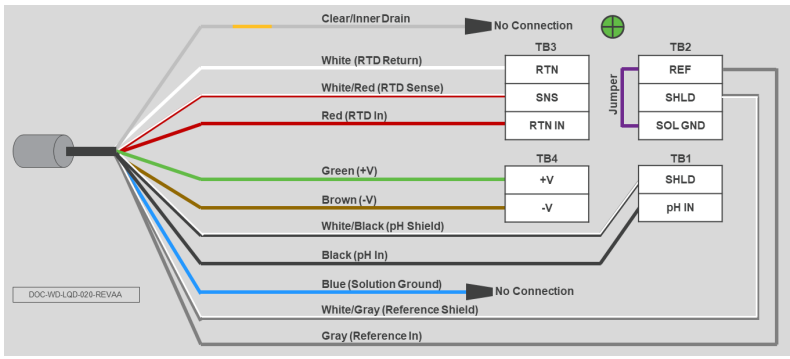 Clear/Inner Drain
No Connection
White (RTD Return)
White/Red (RTD Sense)
Red (RTD In)
TB3
RTN
SNS
RTN IN
Jumper
TB2
REF
SHLD
SOL GND
Green (+V)
Brown (-V)
TB4
+V
-V
TB1
SHLD
pH IN
White/Black (pH Shield)
Black (pH In)
Blue (Solution Ground)
No Connection
White/Gray (Reference Shield)
Gray (Reference In)
DOC-WD-LQD-020-REVAA